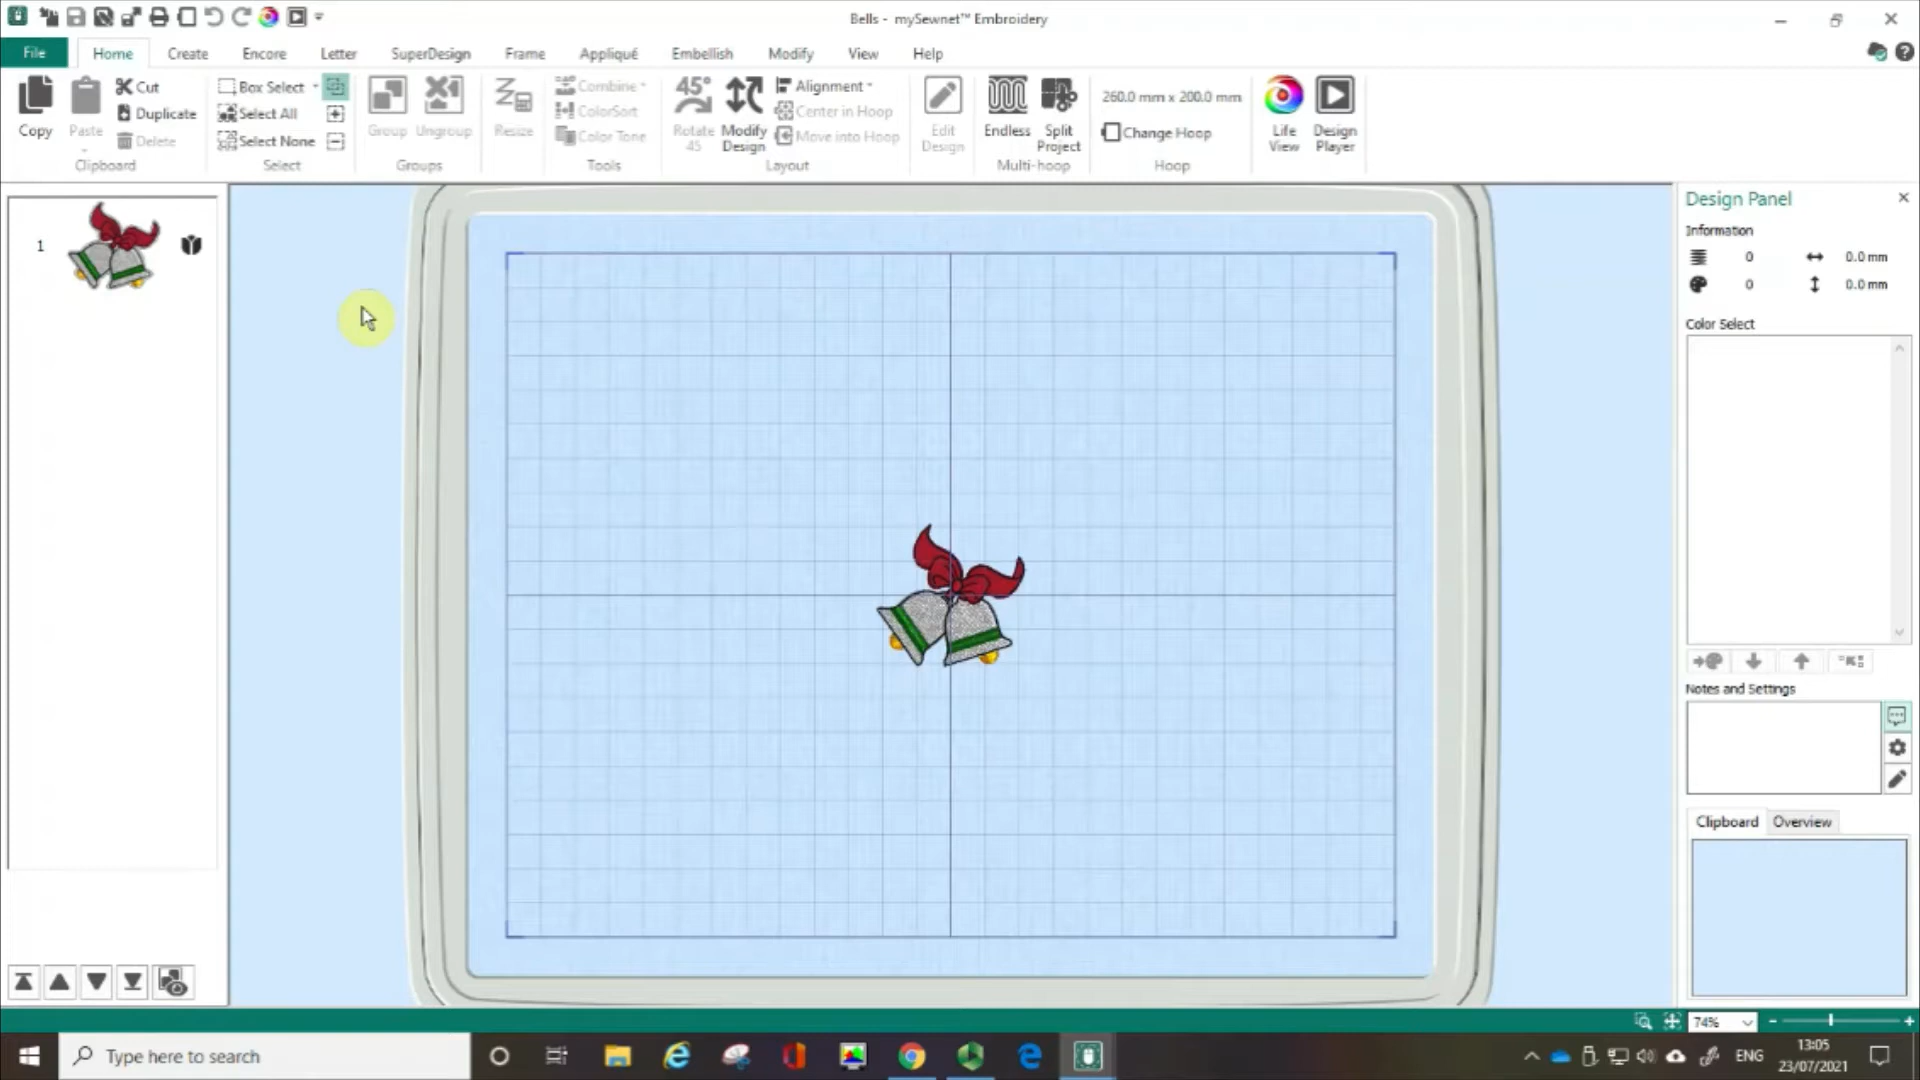 Bells - mySewnet™ Embroidery
File Home Create Encore Letter SuperDesign Frame Appliqué Embellish Modify View Help
Copy
Paste
Cut
Duplicate
Delete
Clipboard
Box Select
Select All
Select None
Select
Group
Ungroup
Groups
Resize
Combine
ColorSort
Color Tone
Tools
Rotate
45
45°
Modify
Design
Alignment
Center in Hoop
Move into Hoop
Layout
Edit
Design
Endless
Split
Project
Multi-hoop
260.0 mm x 200.0 mm
Change Hoop
Hoop
Life
View
Design
Player
1
Design Panel
Information
0 0.0 mm
0 0.0 mm
Color Select
Notes and Settings
Clipboard Overview
74%
Type here to search
ENG
13:05
23/07/2021